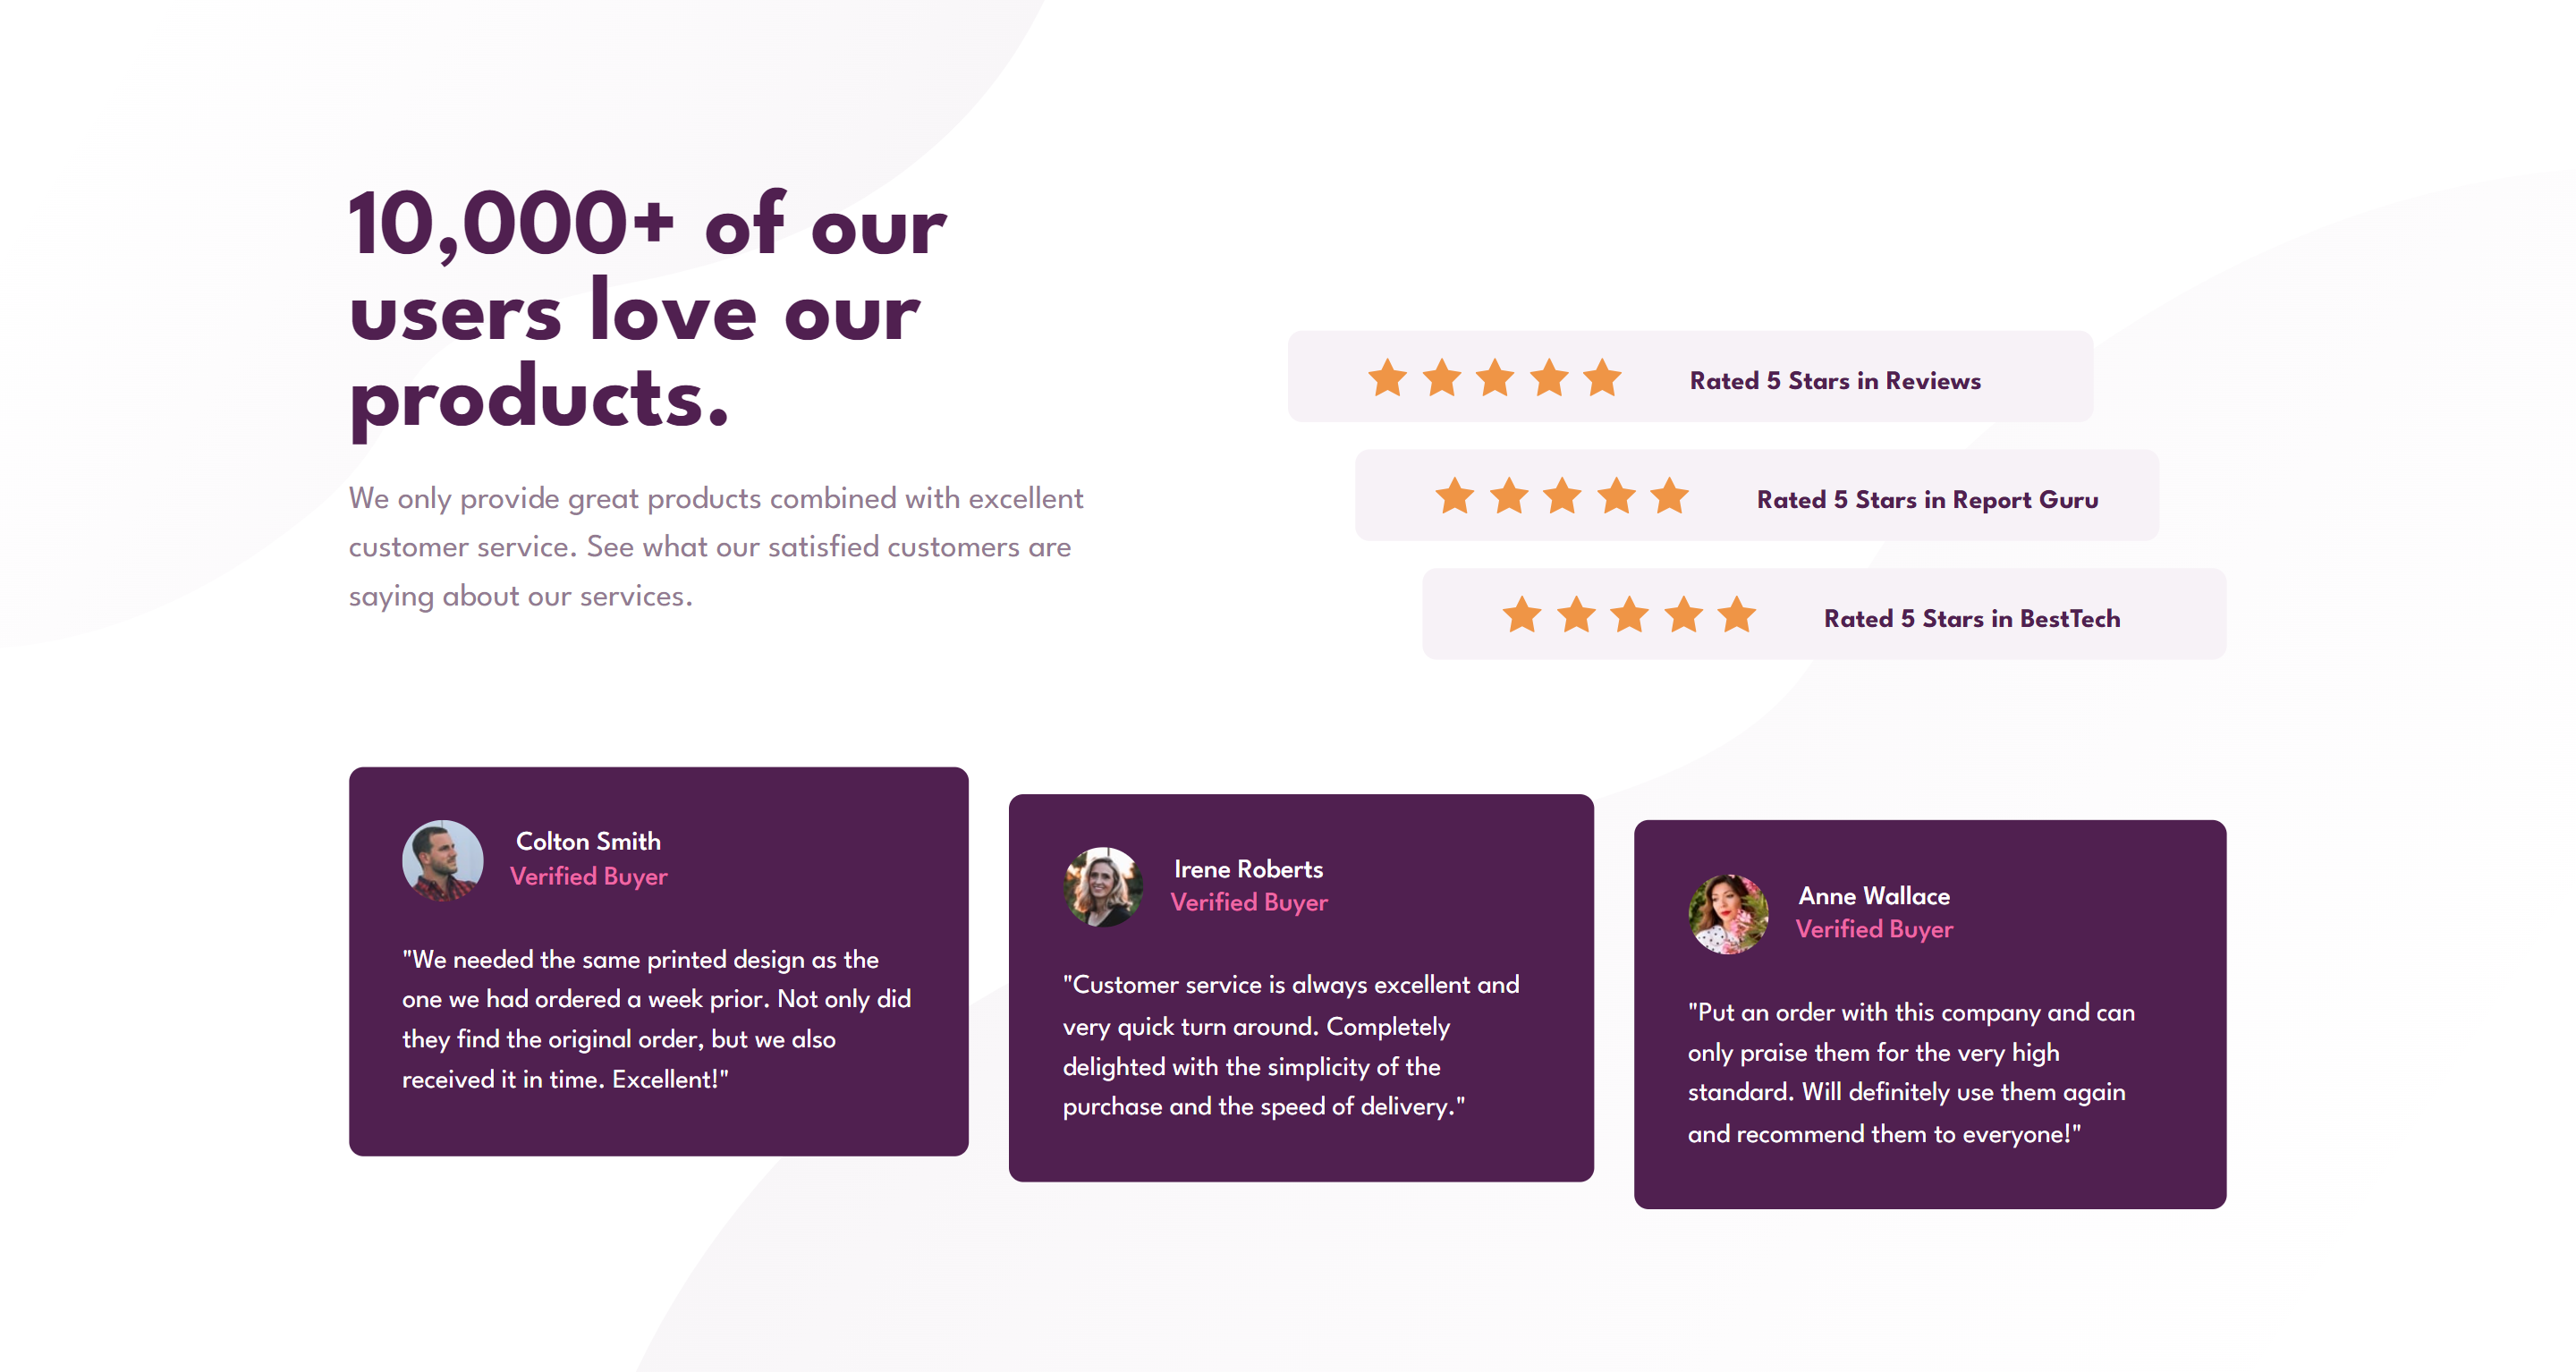 10,000+ of our
users love our
products.
We only provide great products combined with excellent
customer service. See what our satisfied customers are
saying about our services.
Rated 5 Stars in Reviews
Rated 5 Stars in Report Guru
Rated 5 Stars in BestTech
Colton Smith
Verified Buyer
"We needed the same printed design as the
one we had ordered a week prior. Not only did
they find the original order, but we also
received it in time. Excellent!"
Irene Roberts
Verified Buyer
"Customer service is always excellent and
very quick turn around. Completely
delighted with the simplicity of the
purchase and the speed of delivery."
Anne Wallace
Verified Buyer
"Put an order with this company and can
only praise them for the very high
standard. Will definitely use them again
and recommend them to everyone!"